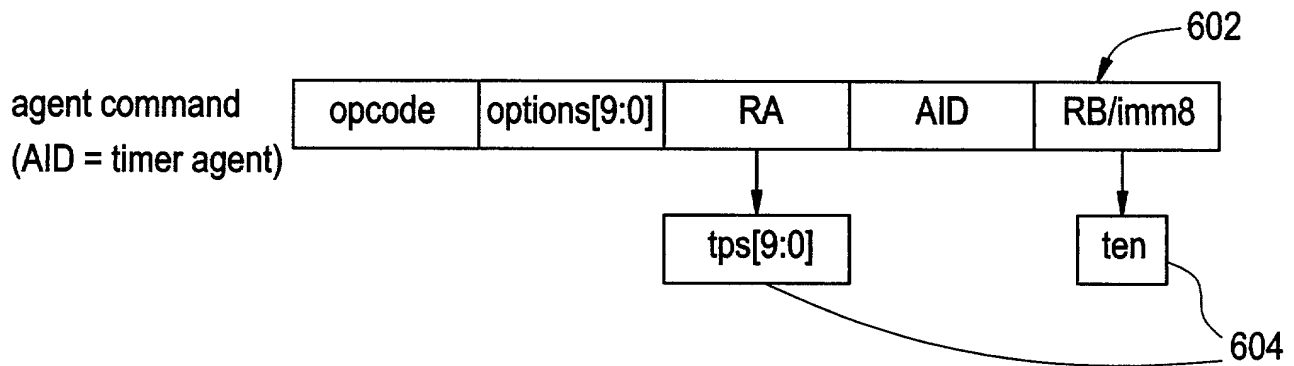 602
agent command
(AID = timer agent)
opcode options[9:0] RA AID RB/imm8
tps[9:0] ten
604